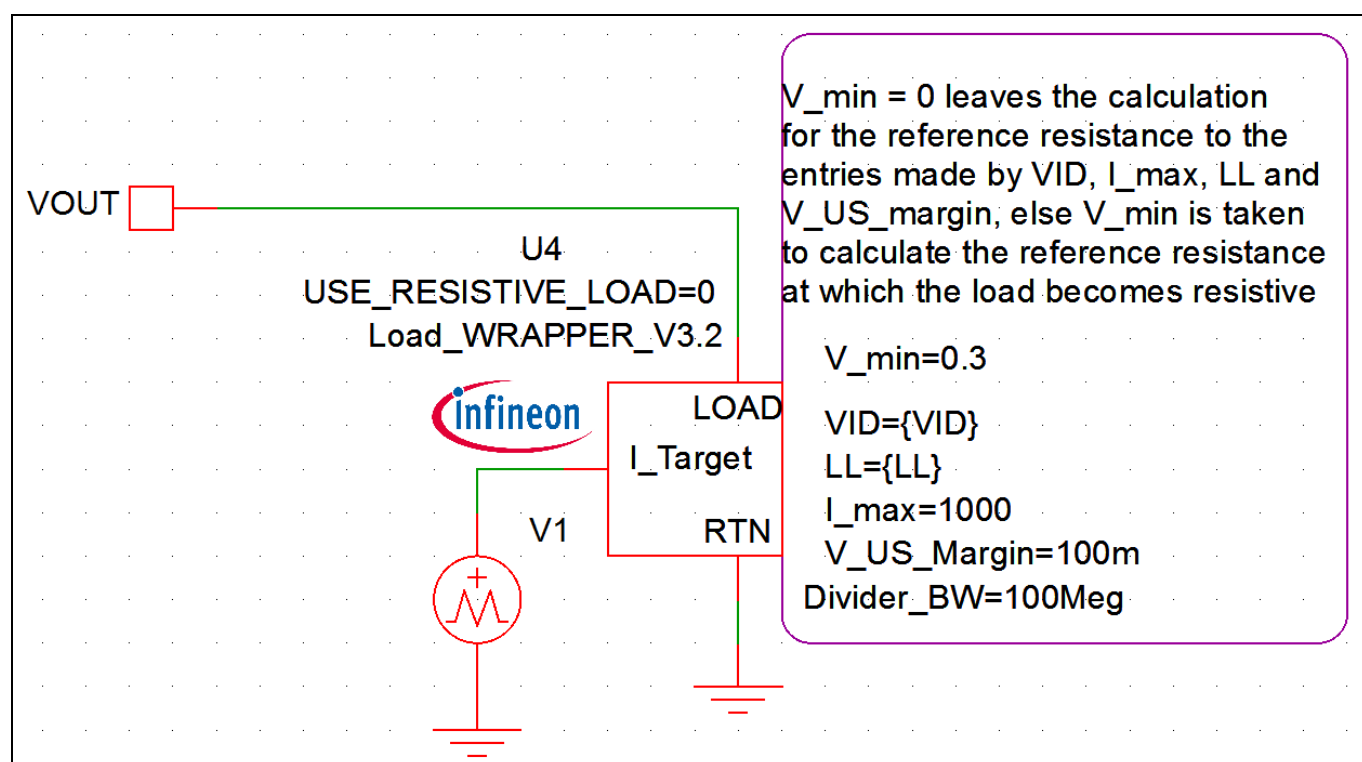 V_min = 0 leaves the calculation
for the reference resistance to the
entries made by VID, I_max, LL and
V_US_margin, else V_min is taken
to calculate the reference resistance
at which the load becomes resistive
VOUT
U4
USE_RESISTIVE_LOAD=0
Load_WRAPPER_V3.2
infineon
LOAD
I_Target
RTN
V1
V_min=0.3
VID={VID}
LL={LL}
I_max=1000
V_US_Margin=100m
Divider_BW=100Meg